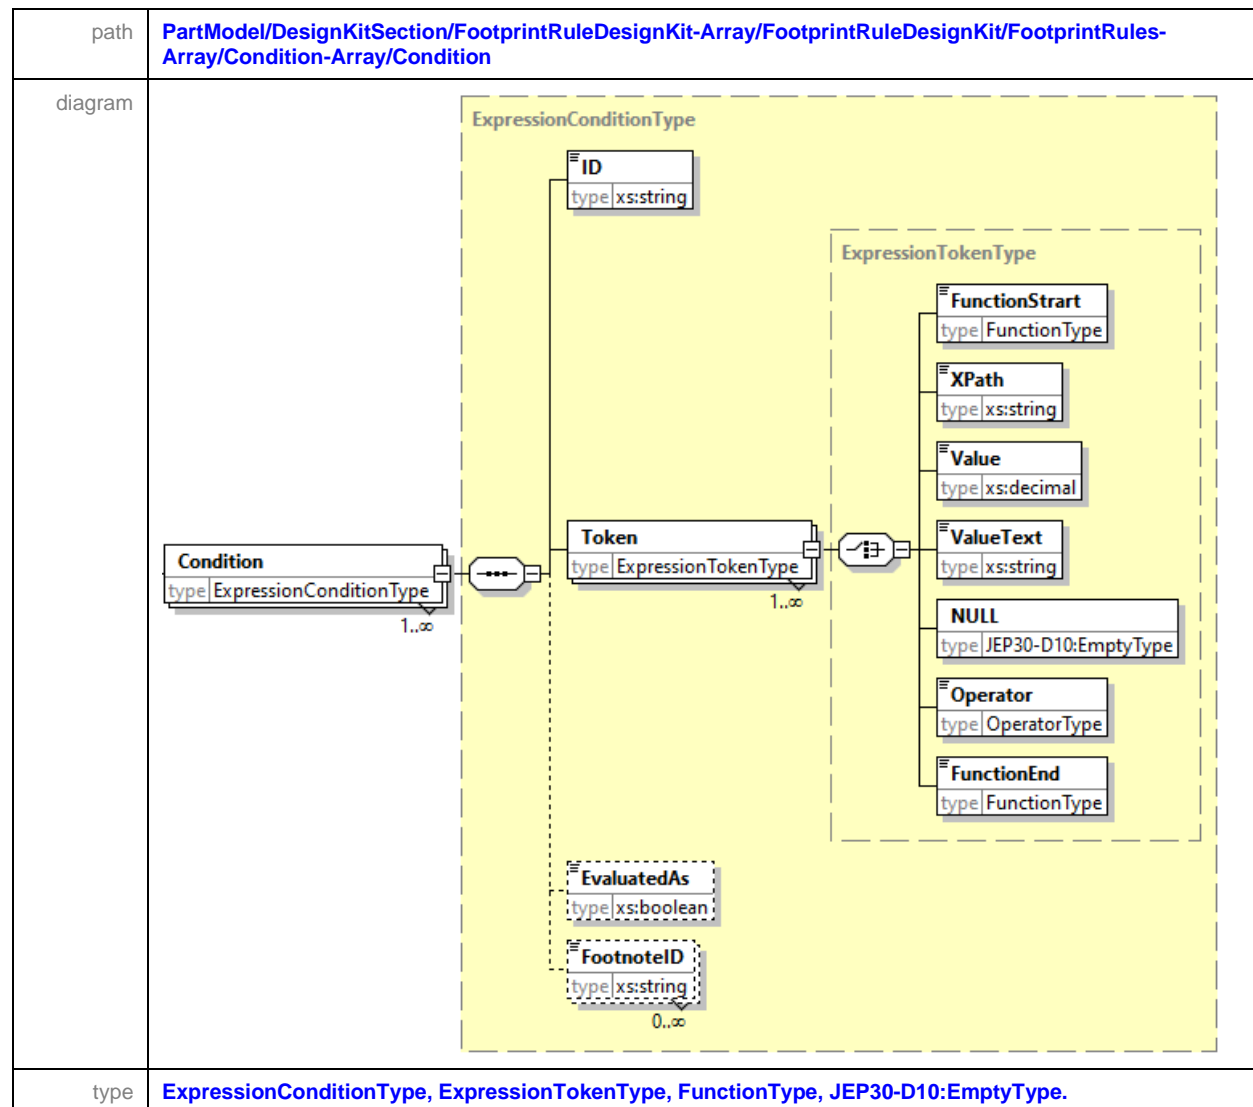 path
PartModel/DesignKitSection/FootprintRuleDesignKit-Array/FootprintRuleDesignKit/FootprintRules-
Array/Condition-Array/Condition
diagram
ExpressionConditionType
ID
type xs:string
ExpressionTokenType
FunctionStrart
type FunctionType
XPath
type xs:string
Value
type xs:decimal
ValueText
type xs:string
NULL
type JEP30-D10:EmptyType
Operator
type OperatorType
FunctionEnd
type FunctionType
Token
type ExpressionTokenType
1..∞
Condition
type ExpressionConditionType
1..∞
EvaluatedAs
type xs:boolean
FootnoteID
type xs:string
0..∞
type
ExpressionConditionType, ExpressionTokenType, FunctionType, JEP30-D10:EmptyType.